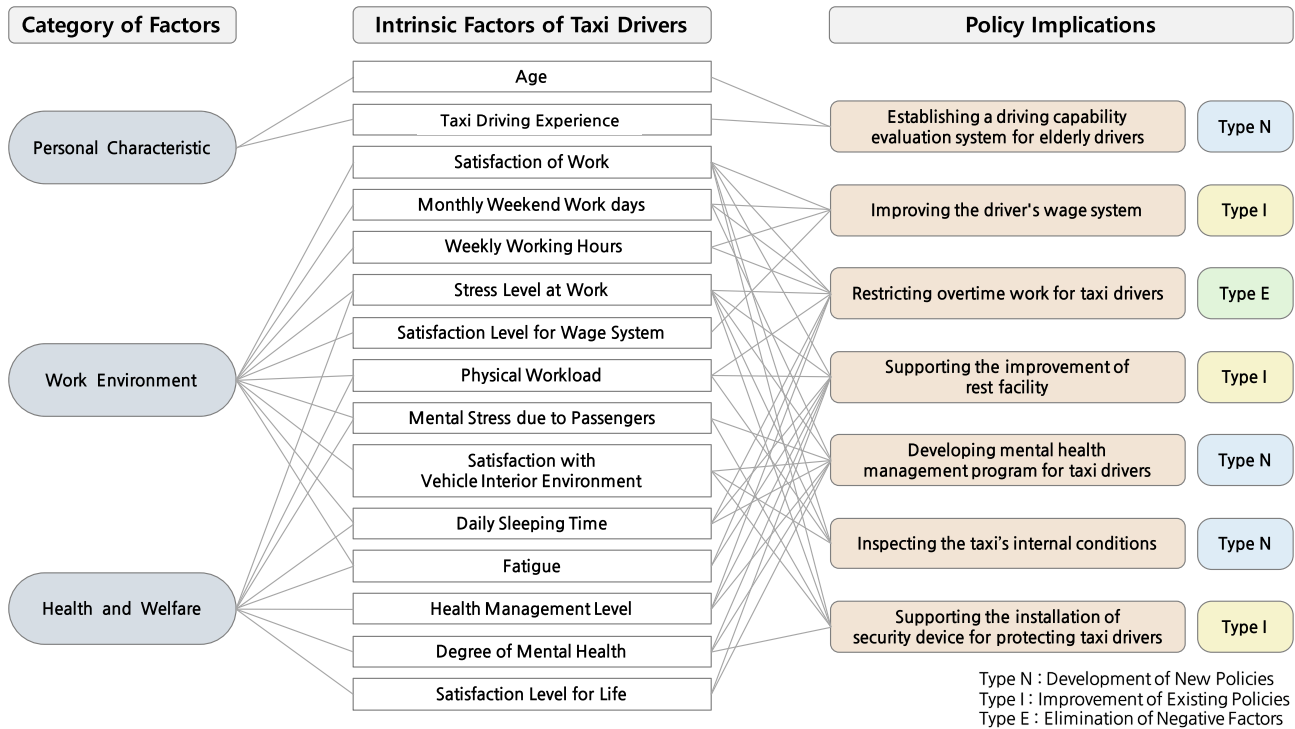 Category of Factors
Intrinsic Factors of Taxi Drivers
Policy Implications
Personal Characteristic
Work Environment
Health and Welfare
Age
Taxi Driving Experience
Satisfaction of Work
Monthly Weekend Work days
Weekly Working Hours
Stress Level at Work
Satisfaction Level for Wage System
Physical Workload
Mental Stress due to Passengers
Satisfaction with
Vehicle Interior Environment
Daily Sleeping Time
Fatigue
Health Management Level
Degree of Mental Health
Satisfaction Level for Life
Establishing a driving capability
evaluation system for elderly drivers
Type N
Improving the driver's wage system
Type I
Restricting overtime work for taxi drivers
Type E
Supporting the improvement of
rest facility
Type I
Developing mental health
management program for taxi drivers
Type N
Inspecting the taxi’s internal conditions
Type N
Supporting the installation of
security device for protecting taxi drivers
Type I
Type N : Development of New Policies
Type I : Improvement of Existing Policies
Type E : Elimination of Negative Factors